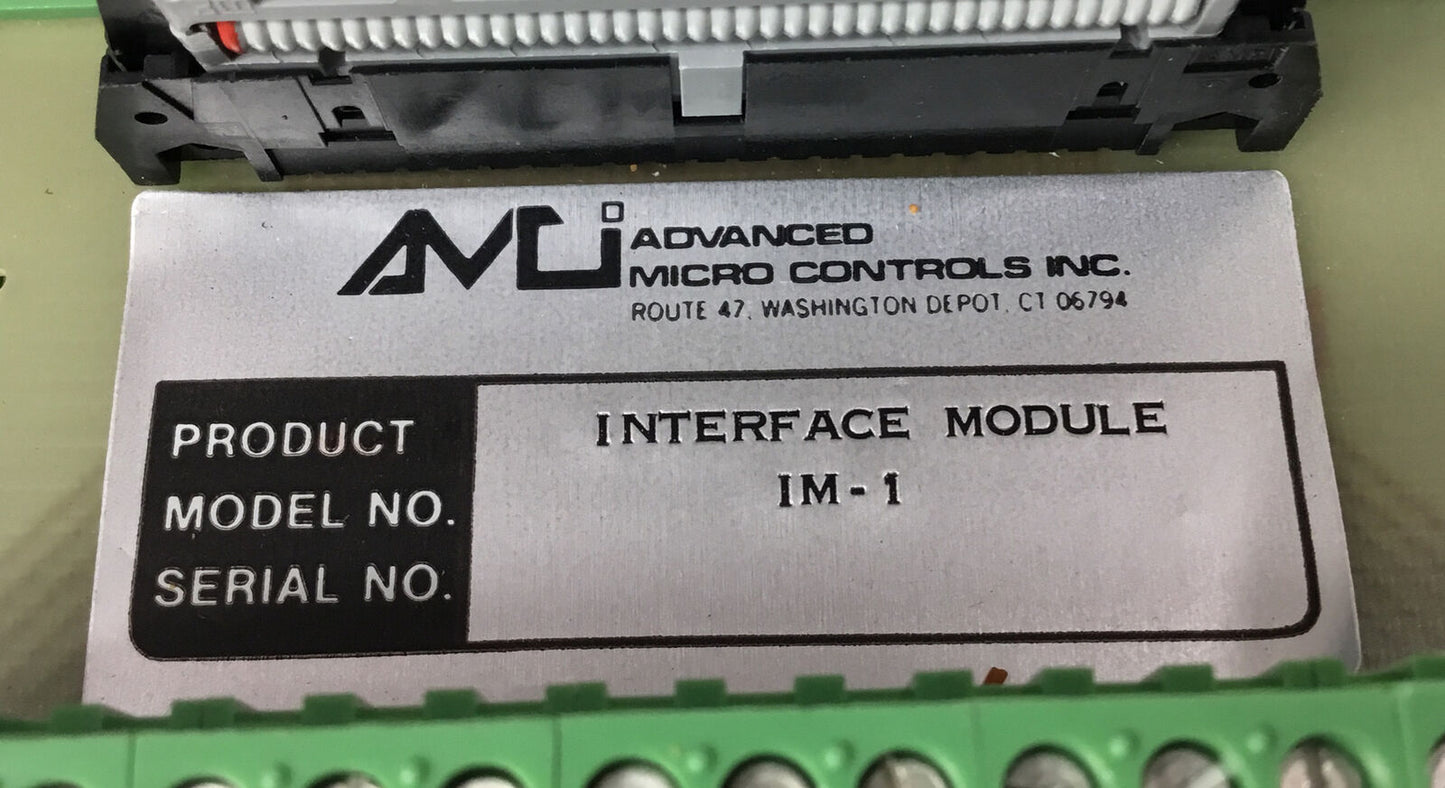 AMCi
ADVANCED
MICRO CONTROLS INC.
ROUTE 47, WASHINGTON DEPOT, CT 06794
PRODUCT
INTERFACE MODULE
MODEL NO.
IM-1
SERIAL NO.